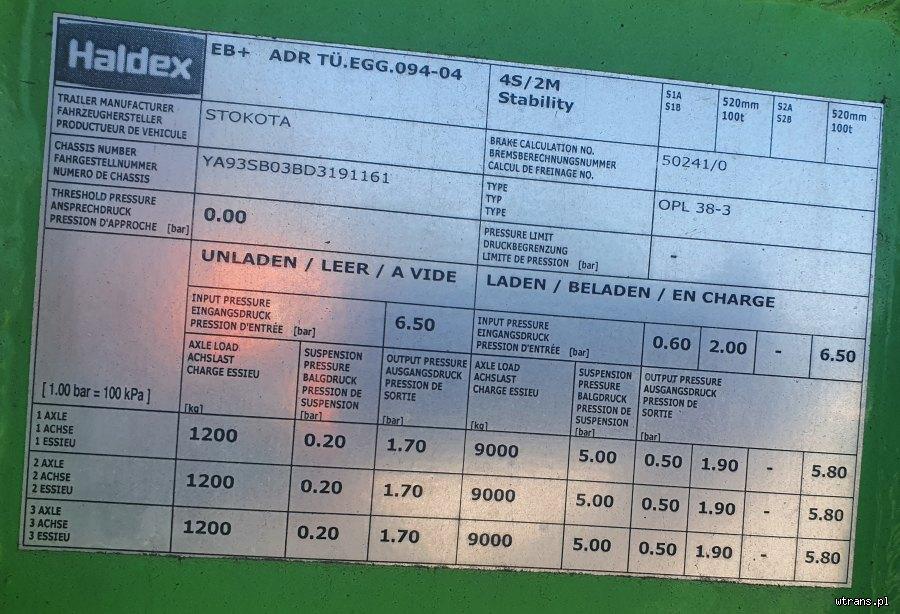 Haldex
EB+ ADR TÜ.EGG.094-04
4S/2M
Stability
S1A
S1B
520mm
100t
S2A
S2B
520mm
100t
TRAILER MANUFACTURER
FAHRZEUGHERSTELLER
PRODUCTUEUR DE VEHICULE
STOKOTA
BRAKE CALCULATION NO.
BREMSBERECHNUNGSNUMMER
CALCUL DE FREINAGE NO.
50241/0
CHASSIS NUMBER
FAHRGESTELLNUMMER
NUMERO DE CHASSIS
YA93SB03BD3191161
TYPE
TYP
TYPE
OPL 38-3
THRESHOLD PRESSURE
ANSPRECHDRUCK
PRESSION D'APPROCHE [bar]
0.00
PRESSURE LIMIT
DRUCKBEGRENZUNG
LIMITE DE PRESSION [bar]
-
UNLADEN / LEER / A VIDE
LADEN / BELADEN / EN CHARGE
INPUT PRESSURE
EINGANGSDRUCK
PRESSION D'ENTRÉE [bar]
6.50
INPUT PRESSURE
EINGANGSDRUCK
PRESSION D'ENTRÉE [bar]
0.60 2.00 - 6.50
[ 1.00 bar = 100 kPa ]
AXLE LOAD
ACHSLAST
CHARGE ESSIEU
[kg]
SUSPENSION
PRESSURE
BALGDRUCK
PRESSION DE
SUSPENSION
[bar]
OUTPUT PRESSURE
AUSGANGSDRUCK
PRESSION DE
SORTIE
[bar]
AXLE LOAD
ACHSLAST
CHARGE ESSIEU
[kg]
SUSPENSION
PRESSURE
BALGDRUCK
PRESSION DE
SUSPENSION
[bar]
OUTPUT PRESSURE
AUSGANGSDRUCK
PRESSION DE
SORTIE
[bar]
1 AXLE
1 ACHSE
1 ESSIEU
1200 0.20 1.70 9000 5.00 0.50 1.90 - 5.80
2 AXLE
2 ACHSE
2 ESSIEU
1200 0.20 1.70 9000 5.00 0.50 1.90 - 5.80
3 AXLE
3 ACHSE
3 ESSIEU
1200 0.20 1.70 9000 5.00 0.50 1.90 - 5.80
wtrans.pl